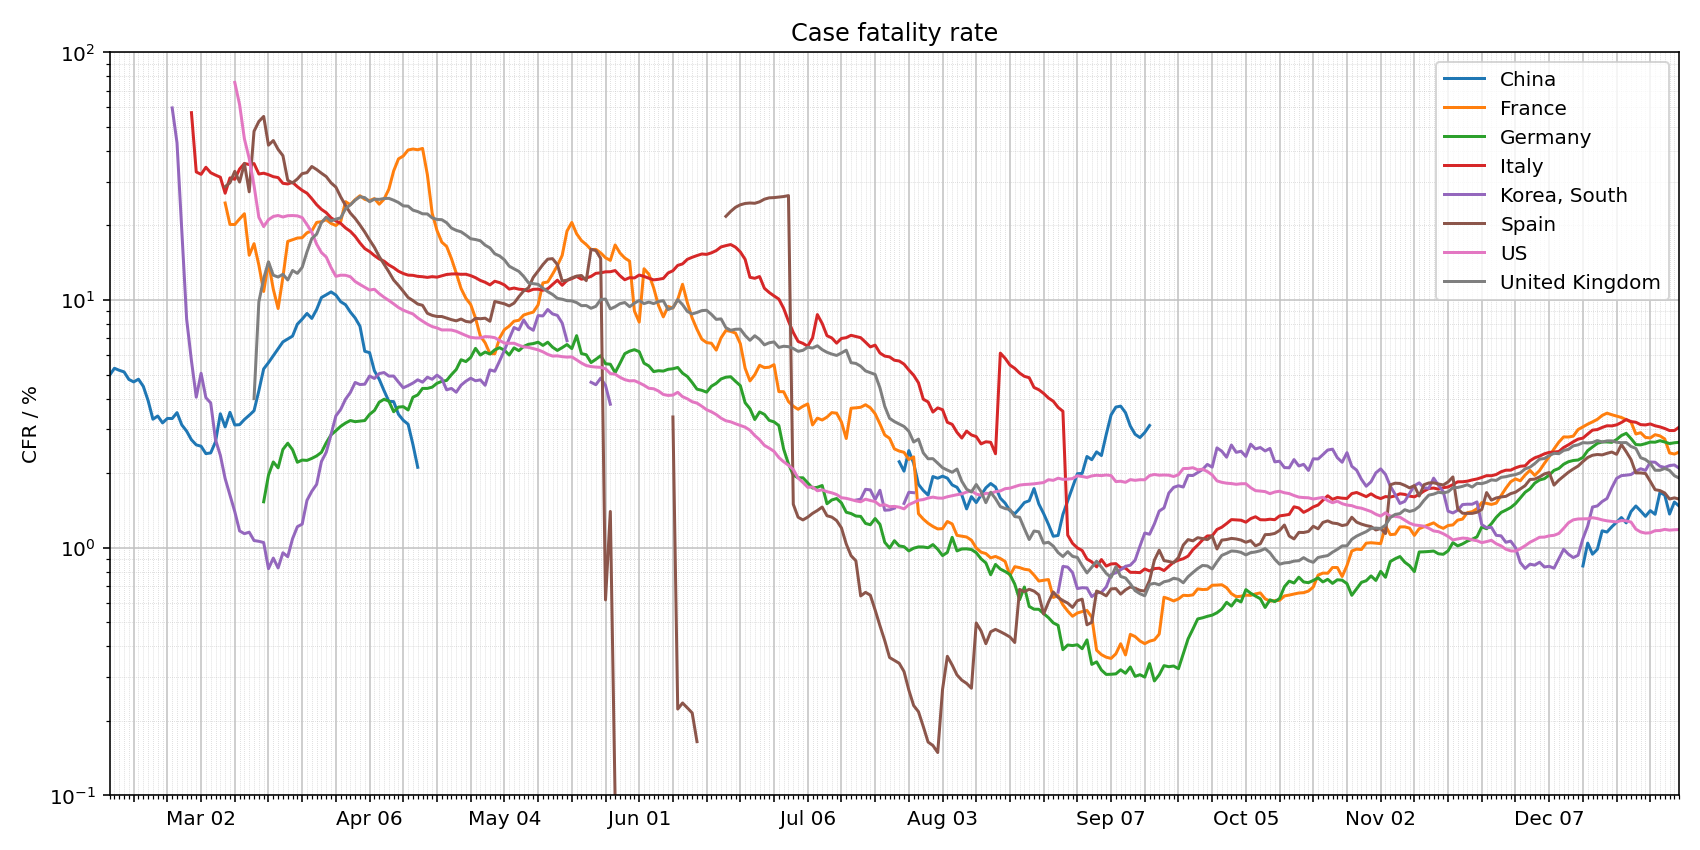 Case fatality rate
10²
10¹
10⁰
10⁻¹
CFR / %
China
France
Germany
Italy
Korea, South
Spain
US
United Kingdom
Mar 02 Apr 06 May 04 Jun 01 Jul 06 Aug 03 Sep 07 Oct 05 Nov 02 Dec 07